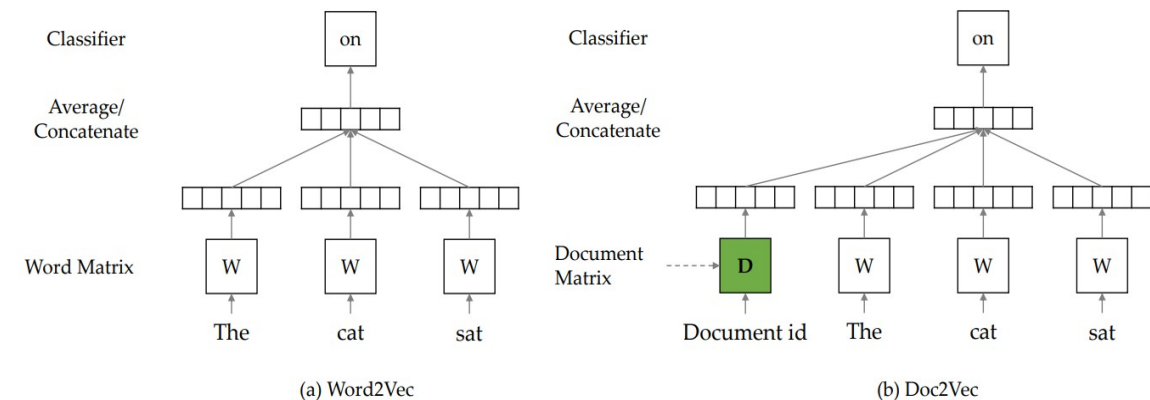 Classifier
on
Average/
Concatenate
Word Matrix
W
W
W
The
cat
sat
(a) Word2Vec
Classifier
on
Average/
Concatenate
Document
Matrix
D
W
W
W
Document id
The
cat
sat
(b) Doc2Vec